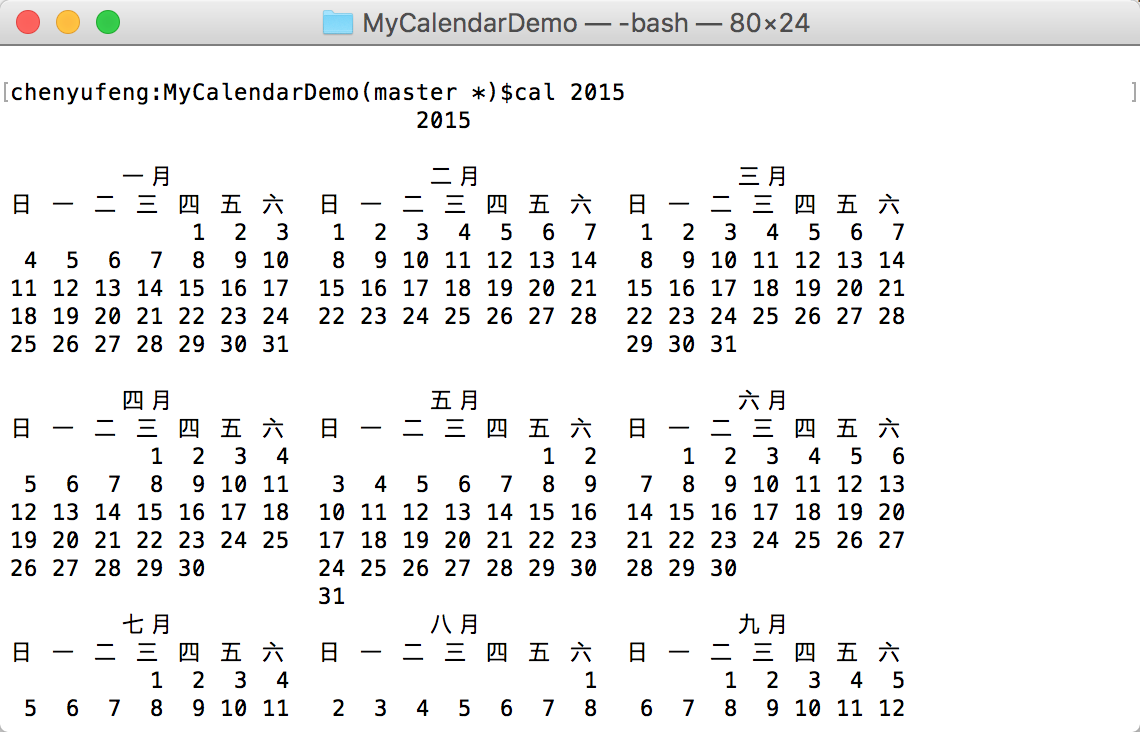 MyCalendarDemo — -bash — 80×24
[chenyufeng:MyCalendarDemo(master *)$cal 2015 ]
2015
一月 二月 三月
日 一 二 三 四 五 六 日 一 二 三 四 五 六 日 一 二 三 四 五 六
1 2 3 1 2 3 4 5 6 7 1 2 3 4 5 6 7
4 5 6 7 8 9 10 8 9 10 11 12 13 14 8 9 10 11 12 13 14
11 12 13 14 15 16 17 15 16 17 18 19 20 21 15 16 17 18 19 20 21
18 19 20 21 22 23 24 22 23 24 25 26 27 28 22 23 24 25 26 27 28
25 26 27 28 29 30 31 29 30 31
四月 五月 六月
日 一 二 三 四 五 六 日 一 二 三 四 五 六 日 一 二 三 四 五 六
1 2 3 4 1 2 1 2 3 4 5 6
5 6 7 8 9 10 11 3 4 5 6 7 8 9 7 8 9 10 11 12 13
12 13 14 15 16 17 18 10 11 12 13 14 15 16 14 15 16 17 18 19 20
19 20 21 22 23 24 25 17 18 19 20 21 22 23 21 22 23 24 25 26 27
26 27 28 29 30 24 25 26 27 28 29 30 28 29 30
31
七月 八月 九月
日 一 二 三 四 五 六 日 一 二 三 四 五 六 日 一 二 三 四 五 六
1 2 3 4 1 1 2 3 4 5
5 6 7 8 9 10 11 2 3 4 5 6 7 8 6 7 8 9 10 11 12